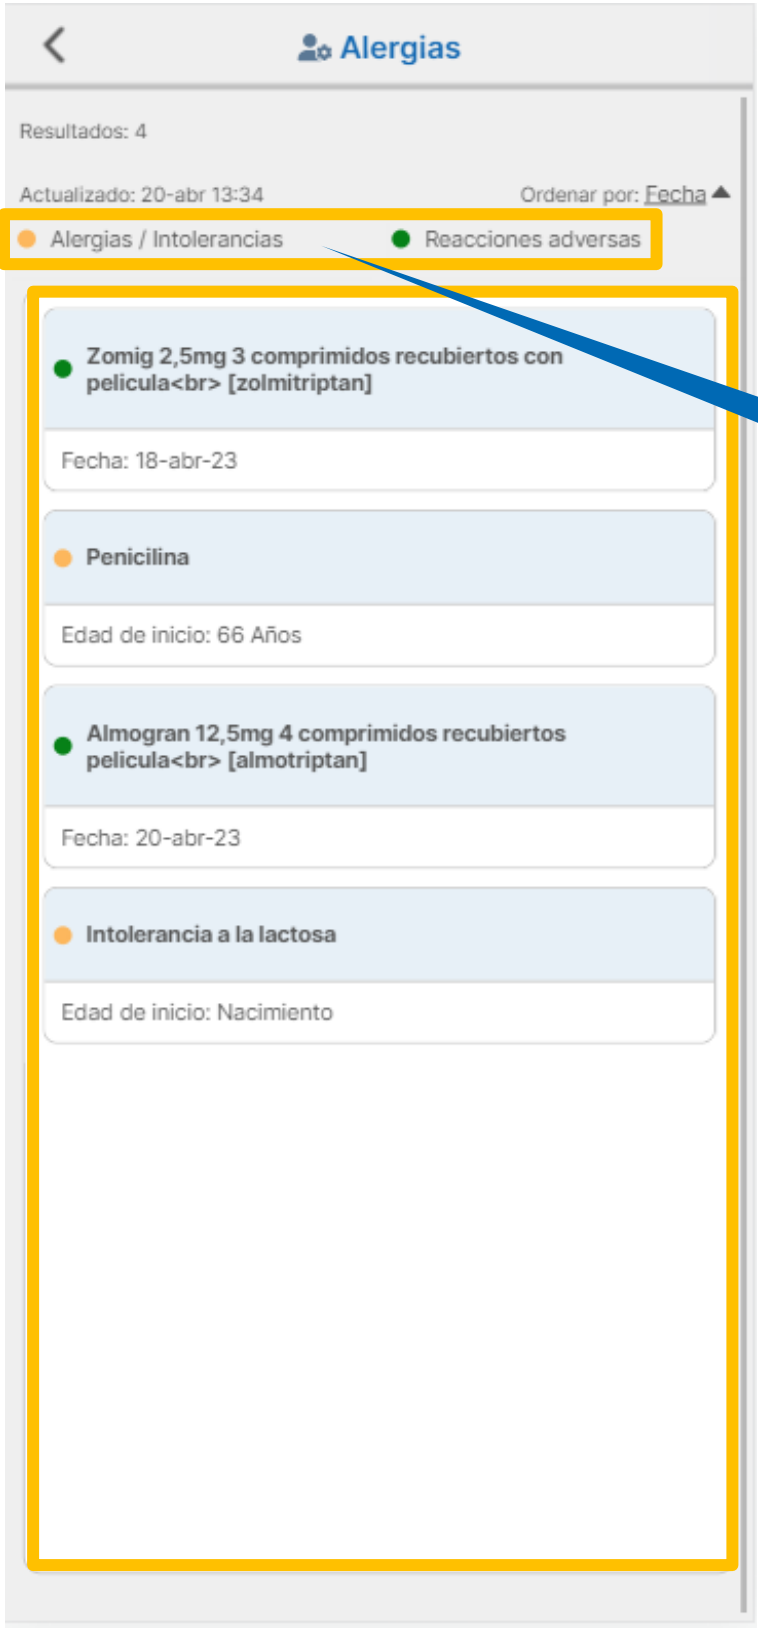 Alergias
Resultados: 4
Actualizado: 20-abr 13:34
Ordenar por: Fecha
Alergias / Intolerancias
Reacciones adversas
Zomig 2,5mg 3 comprimidos recubiertos con
pelicula<br> [zolmitriptan]
Fecha: 18-abr-23
Penicilina
Edad de inicio: 66 Años
Almogran 12,5mg 4 comprimidos recubiertos
pelicula<br> [almotriptan]
Fecha: 20-abr-23
Intolerancia a la lactosa
Edad de inicio: Nacimiento